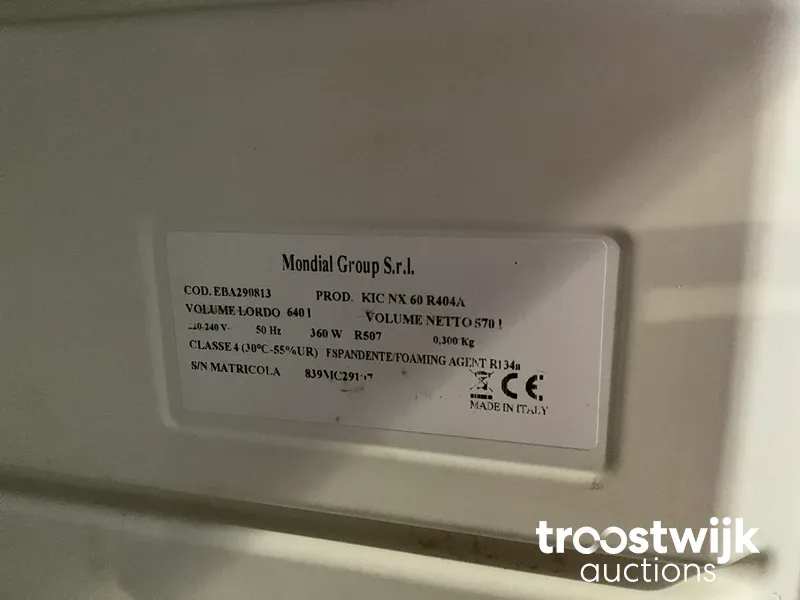 Mondial Group S.r.l.
COD. EBA290813 PROD. KIC NX 60 R404A
VOLUME LORDO 640 l VOLUME NETTO 570 l
220-240 V- 50 Hz 360 W R507 0,300 Kg
CLASSE 4 (30°C-55%UR) ESPANDENTE/FOAMING AGENT R134a
S/N MATRICOLA
CE
MADE IN ITALY
troostwijk
auctions